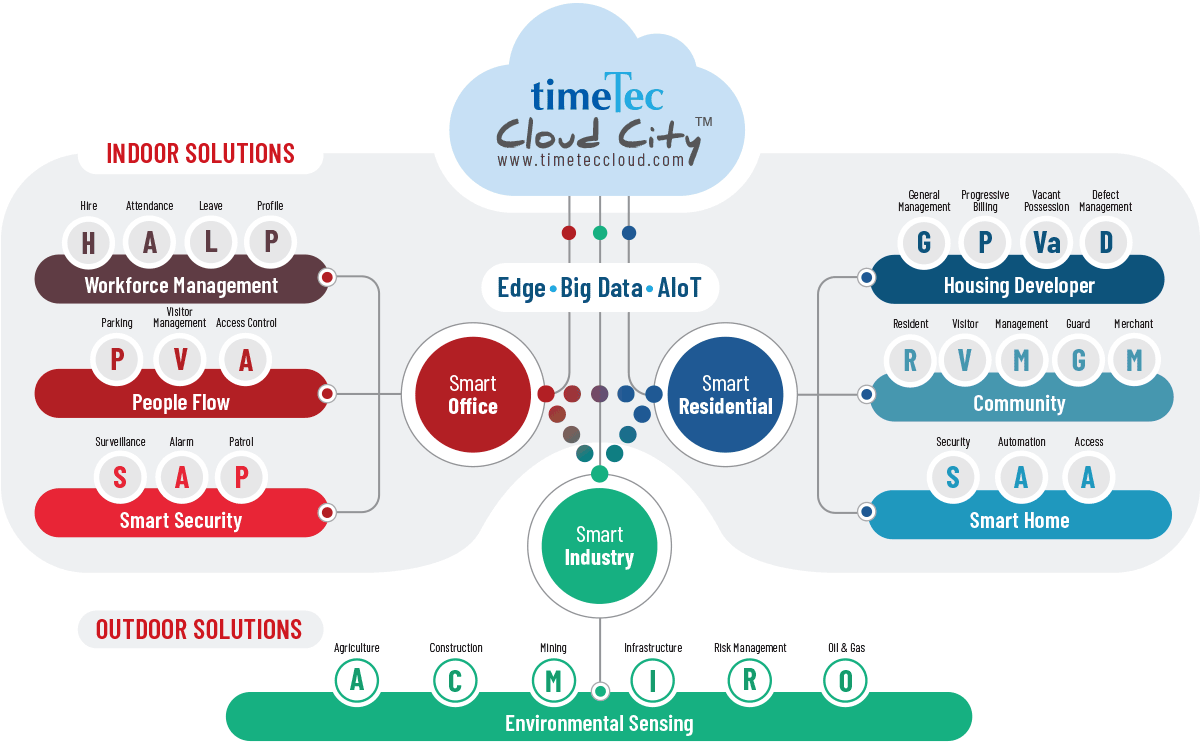 timeTec
Cloud City™
www.timeteccloud.com
INDOOR SOLUTIONS
Hire
Attendance
Leave
Profile
H
A
L
P
Workforce Management
Parking
Visitor
Management
Access Control
P
V
A
People Flow
Surveillance
Alarm
Patrol
S
A
P
Smart Security
Edge • Big Data • AIoT
Smart
Office
Smart
Residential
Smart
Industry
General
Management
Progressive
Billing
Vacant
Possession
Defect
Management
G
P
Va
D
Housing Developer
Resident
Visitor
Management
Guard
Merchant
R
V
M
G
M
Community
Security
Automation
Access
S
A
A
Smart Home
OUTDOOR SOLUTIONS
Agriculture
Construction
Mining
Infrastructure
Risk Management
Oil & Gas
A
C
M
I
R
O
Environmental Sensing